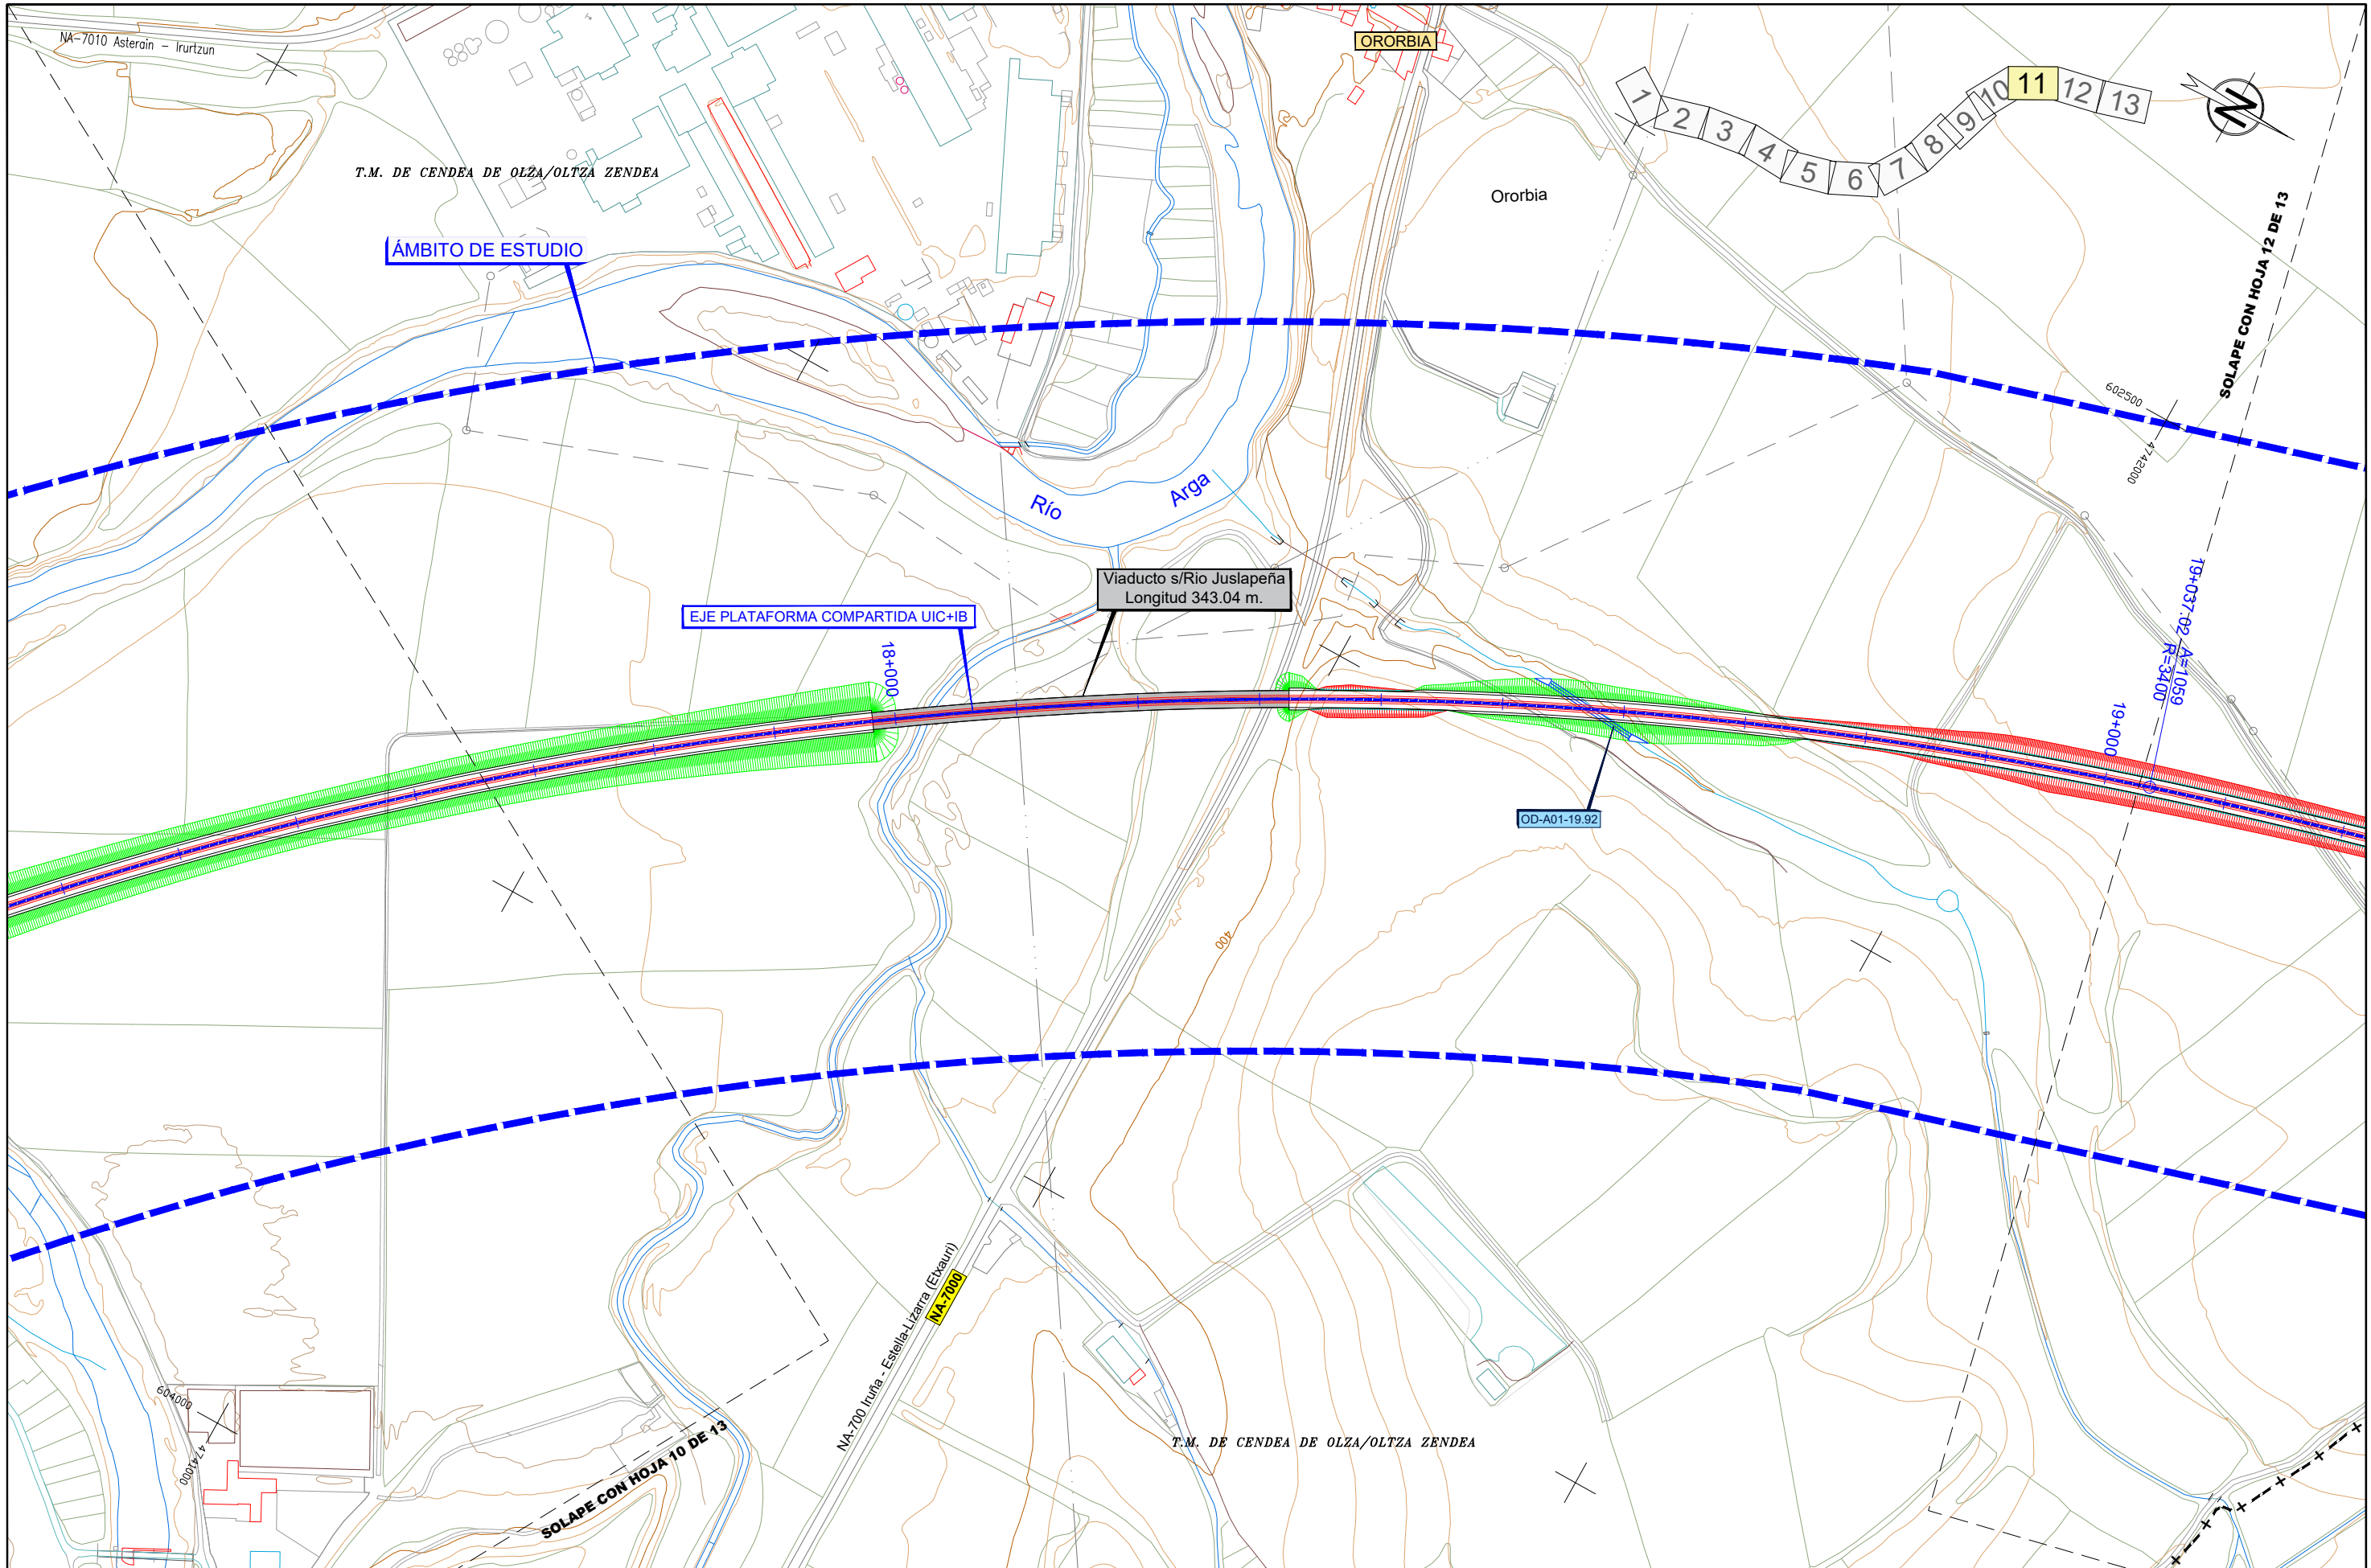 NA-7010 Asterain - Irurtzun
ORORBIA
1
2
3
4
5
6
7
8
9
10
11
12
13
N
T.M. DE CENDEA DE OLZA/OLTZA ZENDEA
Ororbia
ÁMBITO DE ESTUDIO
SOLAPE CON HOJA 12 DE 13
602500
4742000
Río
Arga
Viaducto s/Rio Juslapeña
Longitud 343.04 m.
EJE PLATAFORMA COMPARTIDA UIC+IB
18+000
19+037.02 A=1059
R=3400
19+000
OD-A01-19.92
400
NA-700 Iruña - Estella-Lizarra (Etxauri)
NA-7000
604000
4741000
SOLAPE CON HOJA 10 DE 13
T.M. DE CENDEA DE OLZA/OLTZA ZENDEA